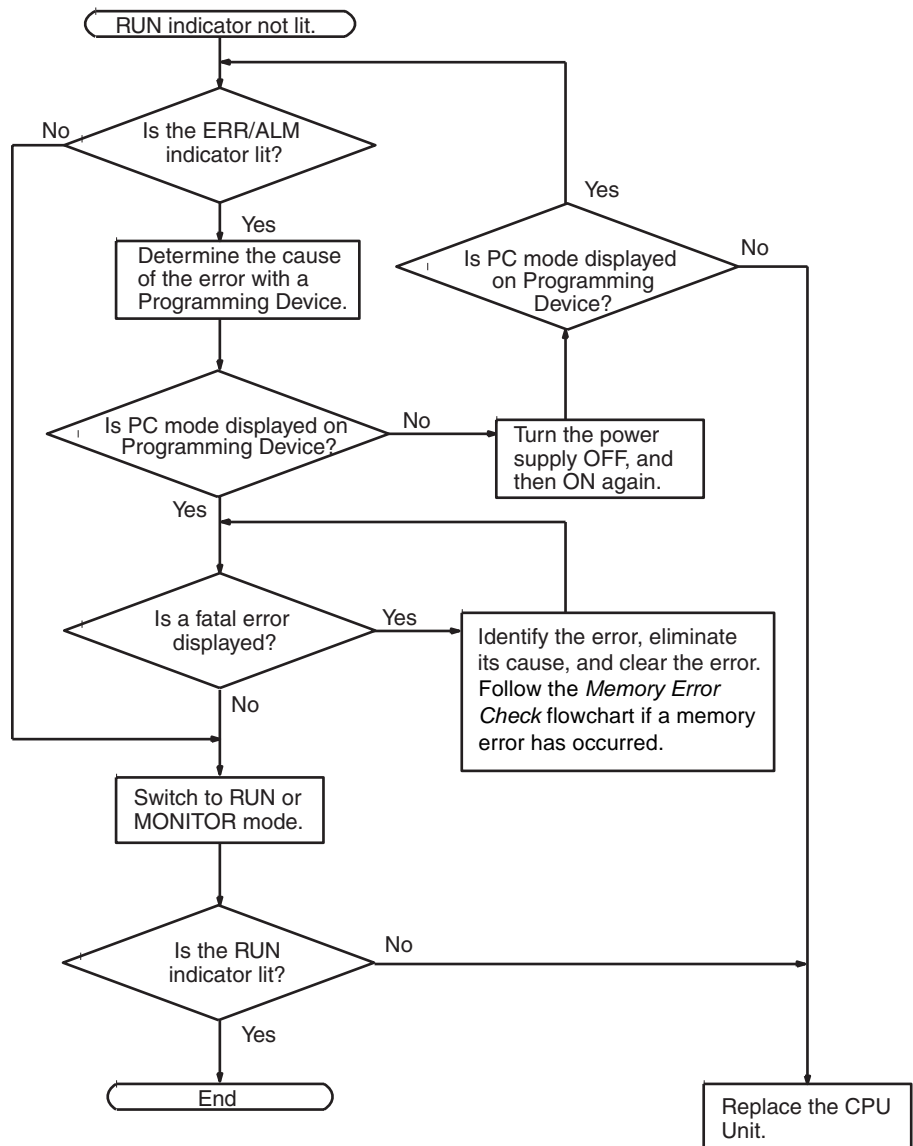 RUN indicator not lit.
No
Is the ERR/ALM
indicator lit?
Yes
Determine the cause
of the error with a
Programming Device.
Yes
Is PC mode displayed
on Programming
Device?
No
Is PC mode displayed on
Programming Device?
No
Turn the power
supply OFF, and
then ON again.
Yes
Is a fatal error
displayed?
Yes
Identify the error, eliminate
its cause, and clear the error.
Follow the Memory Error
Check flowchart if a memory
error has occurred.
No
Switch to RUN or
MONITOR mode.
Is the RUN
indicator lit?
No
Yes
End
Replace the CPU
Unit.